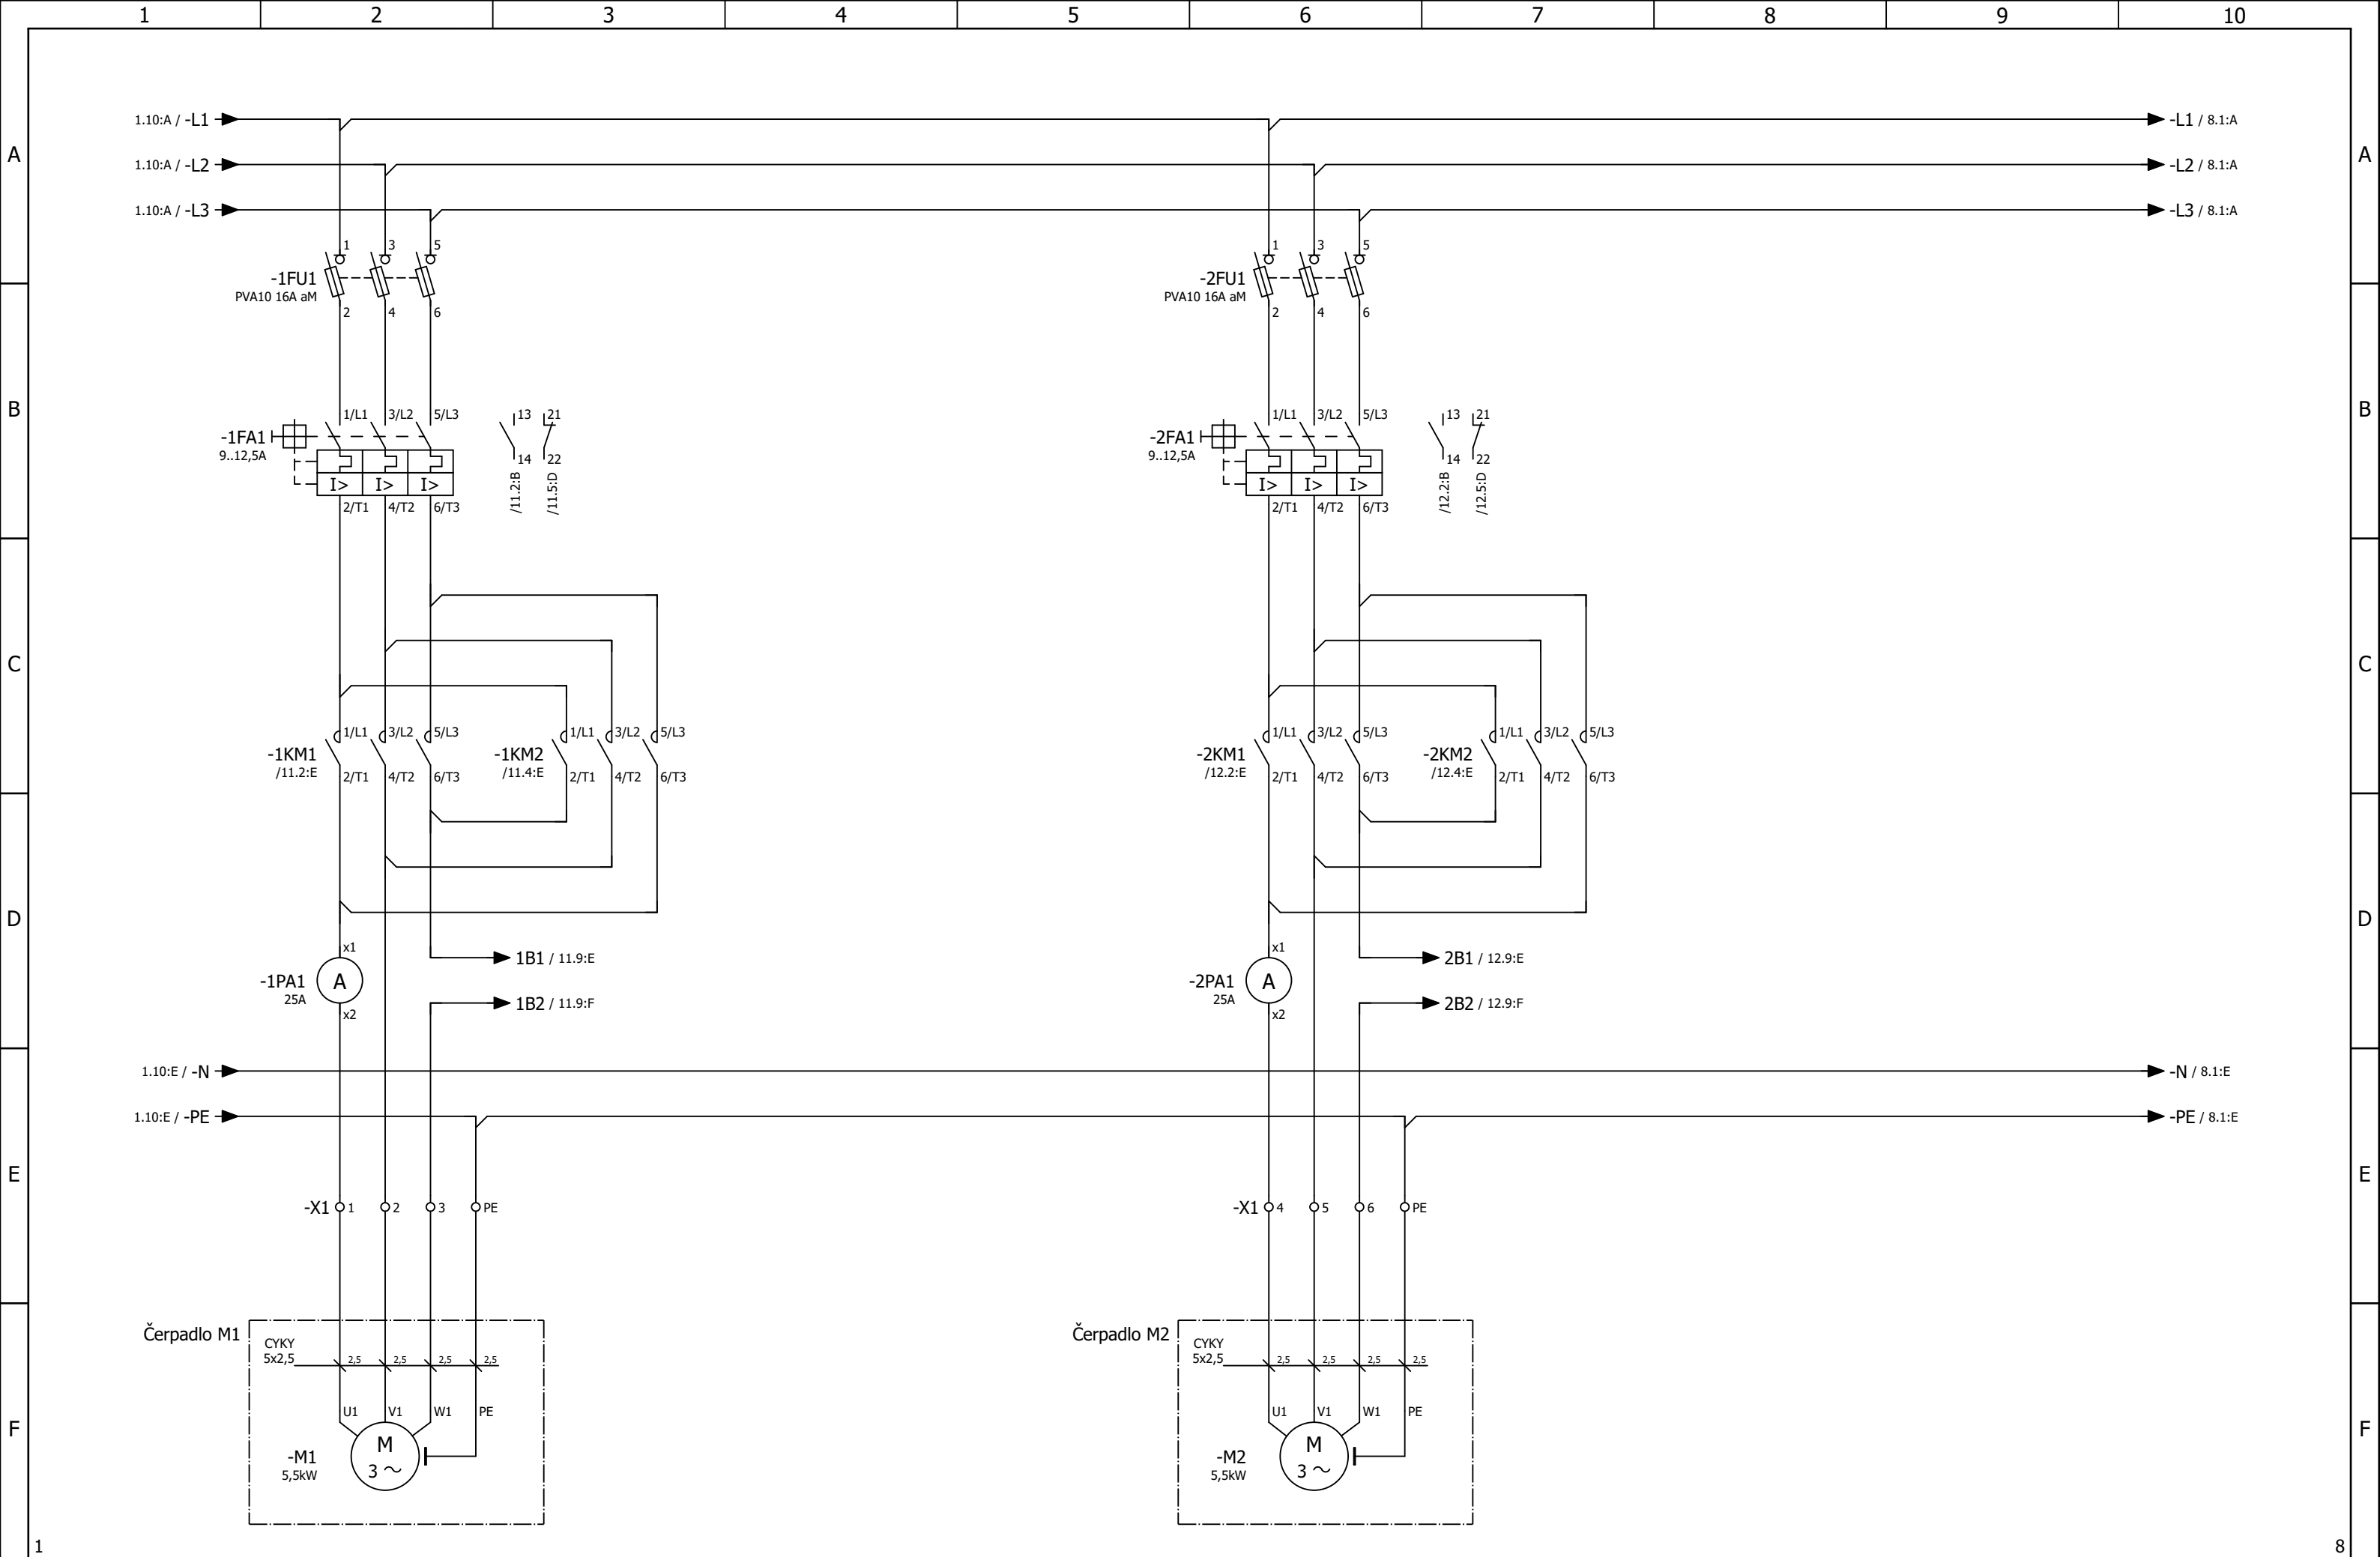 1 2 3 4 5 6 7 8 9 10
1.10:A / -L1 -L1 / 8.1:A
A A
1.10:A / -L2 -L2 / 8.1:A
1.10:A / -L3 -L3 / 8.1:A
1 3 5 1 3 5
-1FU1 -2FU1
PVA10 16A aM PVA10 16A aM
2 4 6 2 4 6
B B
1/L1 3/L2 5/L3 13 21 1/L1 3/L2 5/L3 13 21
-1FA1 -2FA1
9..12,5A 9..12,5A
14 22 14 22
I> I> I> I> I> I>
/11.2:B /11.5:D /12.2:B /12.5:D
2/T1 4/T2 6/T3 2/T1 4/T2 6/T3
C C
1/L1 3/L2 5/L3 1/L1 3/L2 5/L3 1/L1 3/L2 5/L3 1/L1 3/L2 5/L3
-1KM1 -1KM2 -2KM1 -2KM2
/11.2:E /11.4:E /12.2:E /12.4:E
2/T1 4/T2 6/T3 2/T1 4/T2 6/T3 2/T1 4/T2 6/T3 2/T1 4/T2 6/T3
D D
x1 x1
1B1 / 11.9:E 2B1 / 12.9:E
-1PA1 A -2PA1 A
25A 25A
1B2 / 11.9:F 2B2 / 12.9:F
x2 x2
1.10:E / -N -N / 8.1:E
1.10:E / -PE -PE / 8.1:E
E E
-X1 1 2 3 PE -X1 4 5 6 PE
Čerpadlo M1 Čerpadlo M2
CYKY CYKY
5x2,5 2,5 2,5 2,5 2,5 5x2,5 2,5 2,5 2,5 2,5
U1 V1 W1 PE U1 V1 W1 PE
F F
M M
-M1 -M2
3 ~ 3 ~
5,5kW 5,5kW
1 8